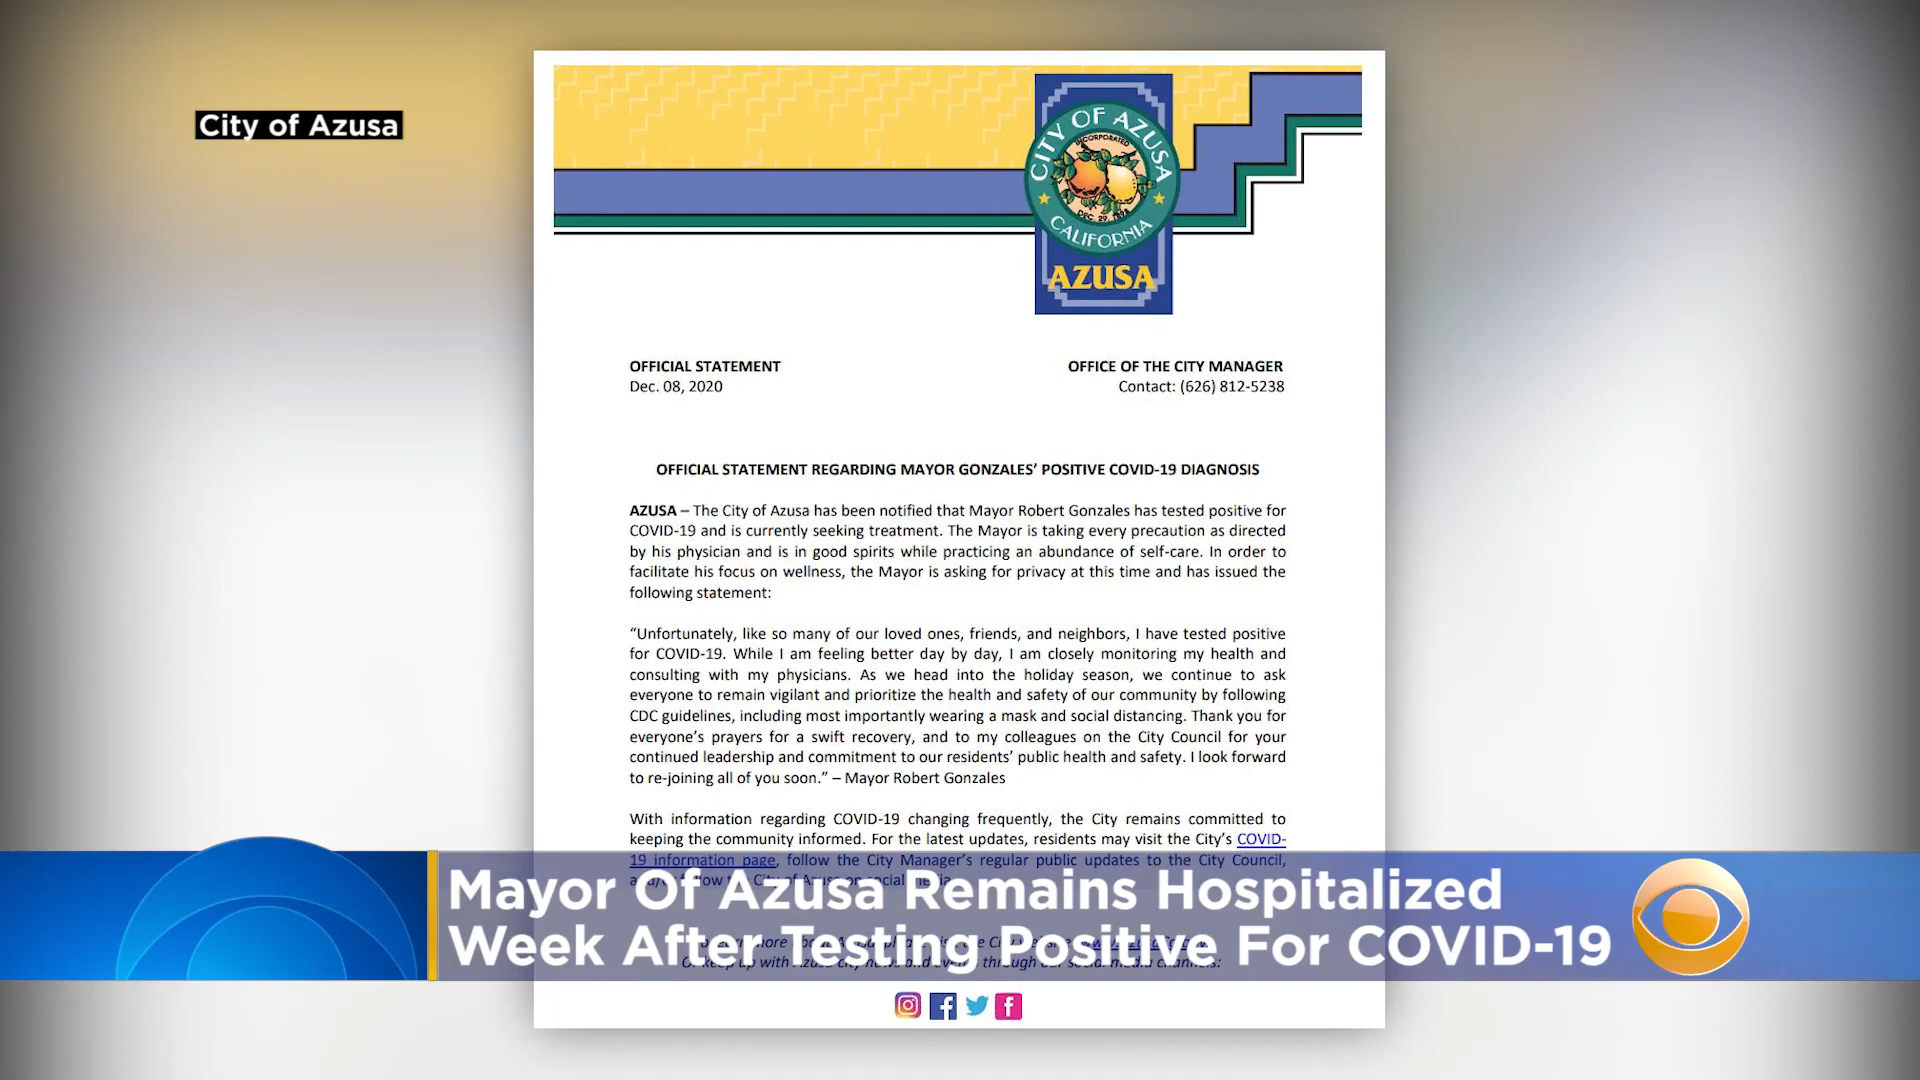 City of Azusa
CITY OF AZUSA
INCORPORATED
DEC. 29, 1898
CALIFORNIA
AZUSA
OFFICIAL STATEMENT
Dec. 08, 2020
OFFICE OF THE CITY MANAGER
Contact: (626) 812-5238
OFFICIAL STATEMENT REGARDING MAYOR GONZALES’ POSITIVE COVID-19 DIAGNOSIS
AZUSA – The City of Azusa has been notified that Mayor Robert Gonzales has tested positive for
COVID-19 and is currently seeking treatment. The Mayor is taking every precaution as directed
by his physician and is in good spirits while practicing an abundance of self-care. In order to
facilitate his focus on wellness, the Mayor is asking for privacy at this time and has issued the
following statement:
“Unfortunately, like so many of our loved ones, friends, and neighbors, I have tested positive
for COVID-19. While I am feeling better day by day, I am closely monitoring my health and
consulting with my physicians. As we head into the holiday season, we continue to ask
everyone to remain vigilant and prioritize the health and safety of our community by following
CDC guidelines, including most importantly wearing a mask and social distancing. Thank you for
everyone’s prayers for a swift recovery, and to my colleagues on the City Council for your
continued leadership and commitment to our residents’ public health and safety. I look forward
to re-joining all of you soon.” – Mayor Robert Gonzales
With information regarding COVID-19 changing frequently, the City remains committed to
keeping the community informed. For the latest updates, residents may visit the City’s COVID-
19 information page, follow the City Manager’s regular public updates to the City Council,
Mayor Of Azusa Remains Hospitalized
Week After Testing Positive For COVID-19